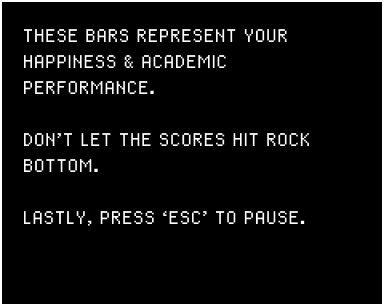 THESE BARS REPRESENT YOUR
HAPPINESS & ACADEMIC
PERFORMANCE.
DON'T LET THE SCORES HIT ROCK
BOTTOM.
LASTLY, PRESS ‘ESC’ TO PAUSE.